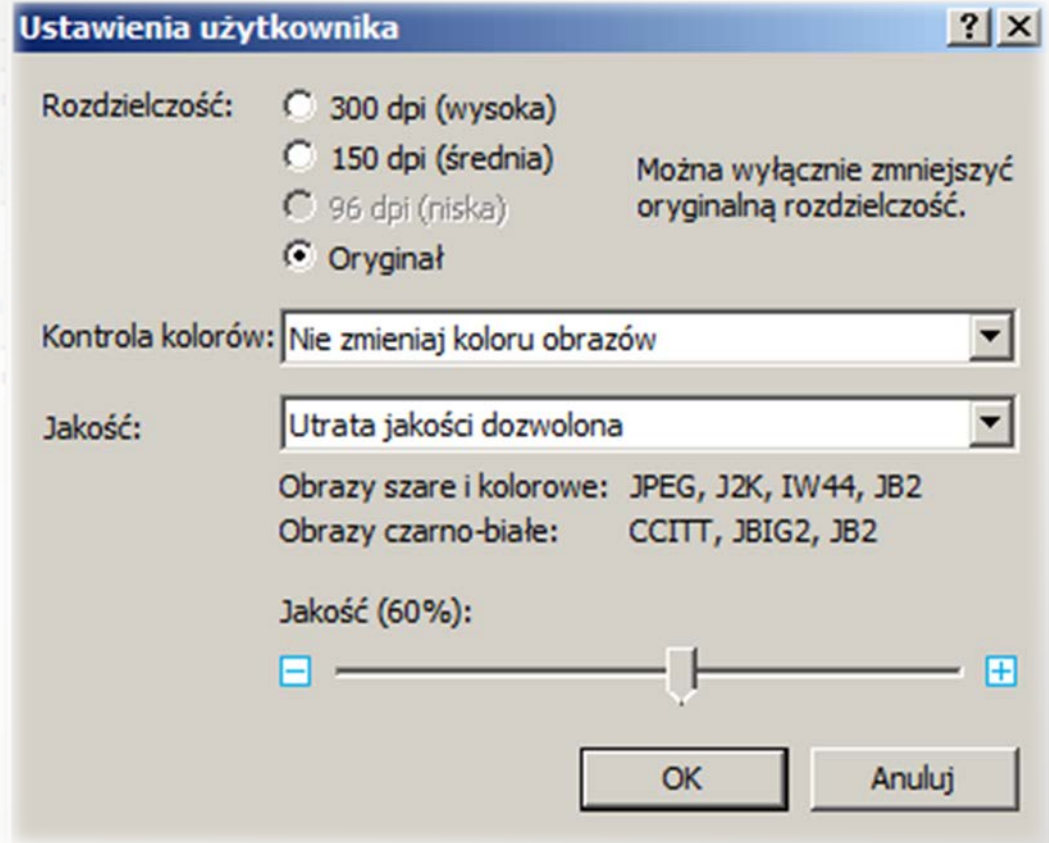 Ustawienia użytkownika
Rozdzielczość:
300 dpi (wysoka)
150 dpi (średnia)
96 dpi (niska)
Oryginał
Można wyłącznie zmniejszyć
oryginalną rozdzielczość.
Kontrola kolorów: Nie zmieniaj koloru obrazów
Jakość: Utrata jakości dozwolona
Obrazy szare i kolorowe: JPEG, J2K, IW44, JB2
Obrazy czarno-białe: CCITT, JBIG2, JB2
Jakość (60%):
OK Anuluj